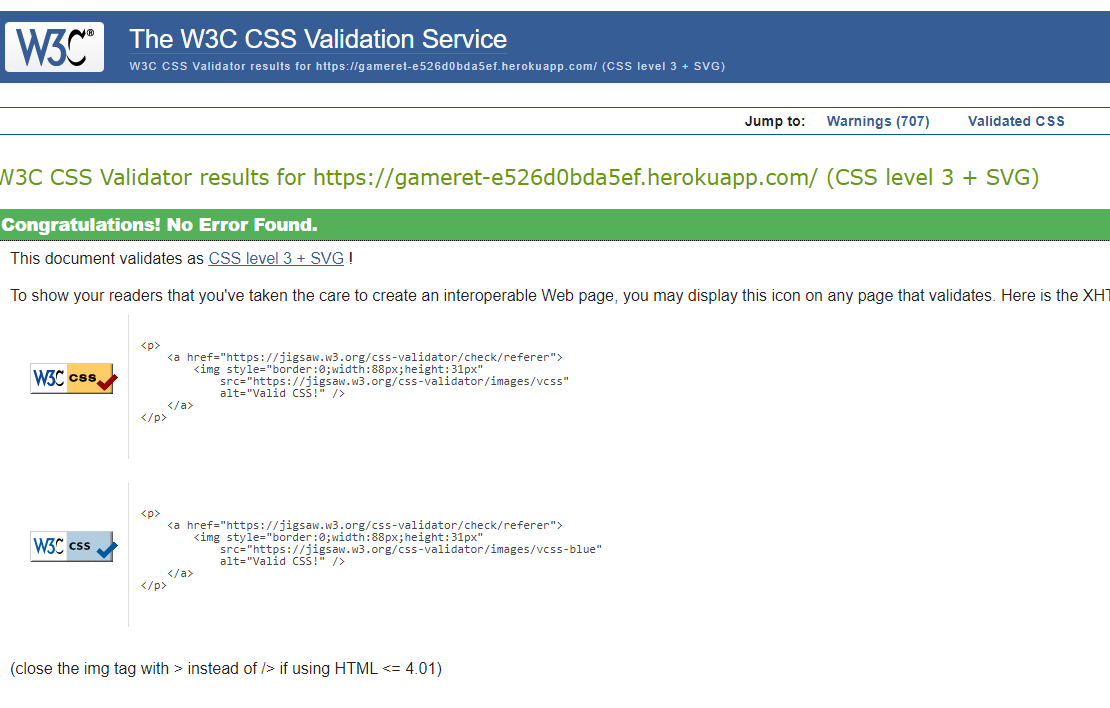 W3C®
The W3C CSS Validation Service
W3C CSS Validator results for https://gameret-e526d0bda5ef.herokuapp.com/ (CSS level 3 + SVG)
Jump to: Warnings (707) Validated CSS
W3C CSS Validator results for https://gameret-e526d0bda5ef.herokuapp.com/ (CSS level 3 + SVG)
Congratulations! No Error Found.
This document validates as CSS level 3 + SVG !
To show your readers that you've taken the care to create an interoperable Web page, you may display this icon on any page that validates. Here is the XHT
<p>
<a href="https://jigsaw.w3.org/css-validator/check/referer">
<img style="border:0;width:88px;height:31px"
W3C css
src="https://jigsaw.w3.org/css-validator/images/vcss"
alt="Valid CSS!" />
</a>
</p>
<p>
<a href="https://jigsaw.w3.org/css-validator/check/referer">
<img style="border:0;width:88px;height:31px"
W3C css
src="https://jigsaw.w3.org/css-validator/images/vcss-blue"
alt="Valid CSS!" />
</a>
</p>
(close the img tag with > instead of /> if using HTML <= 4.01)